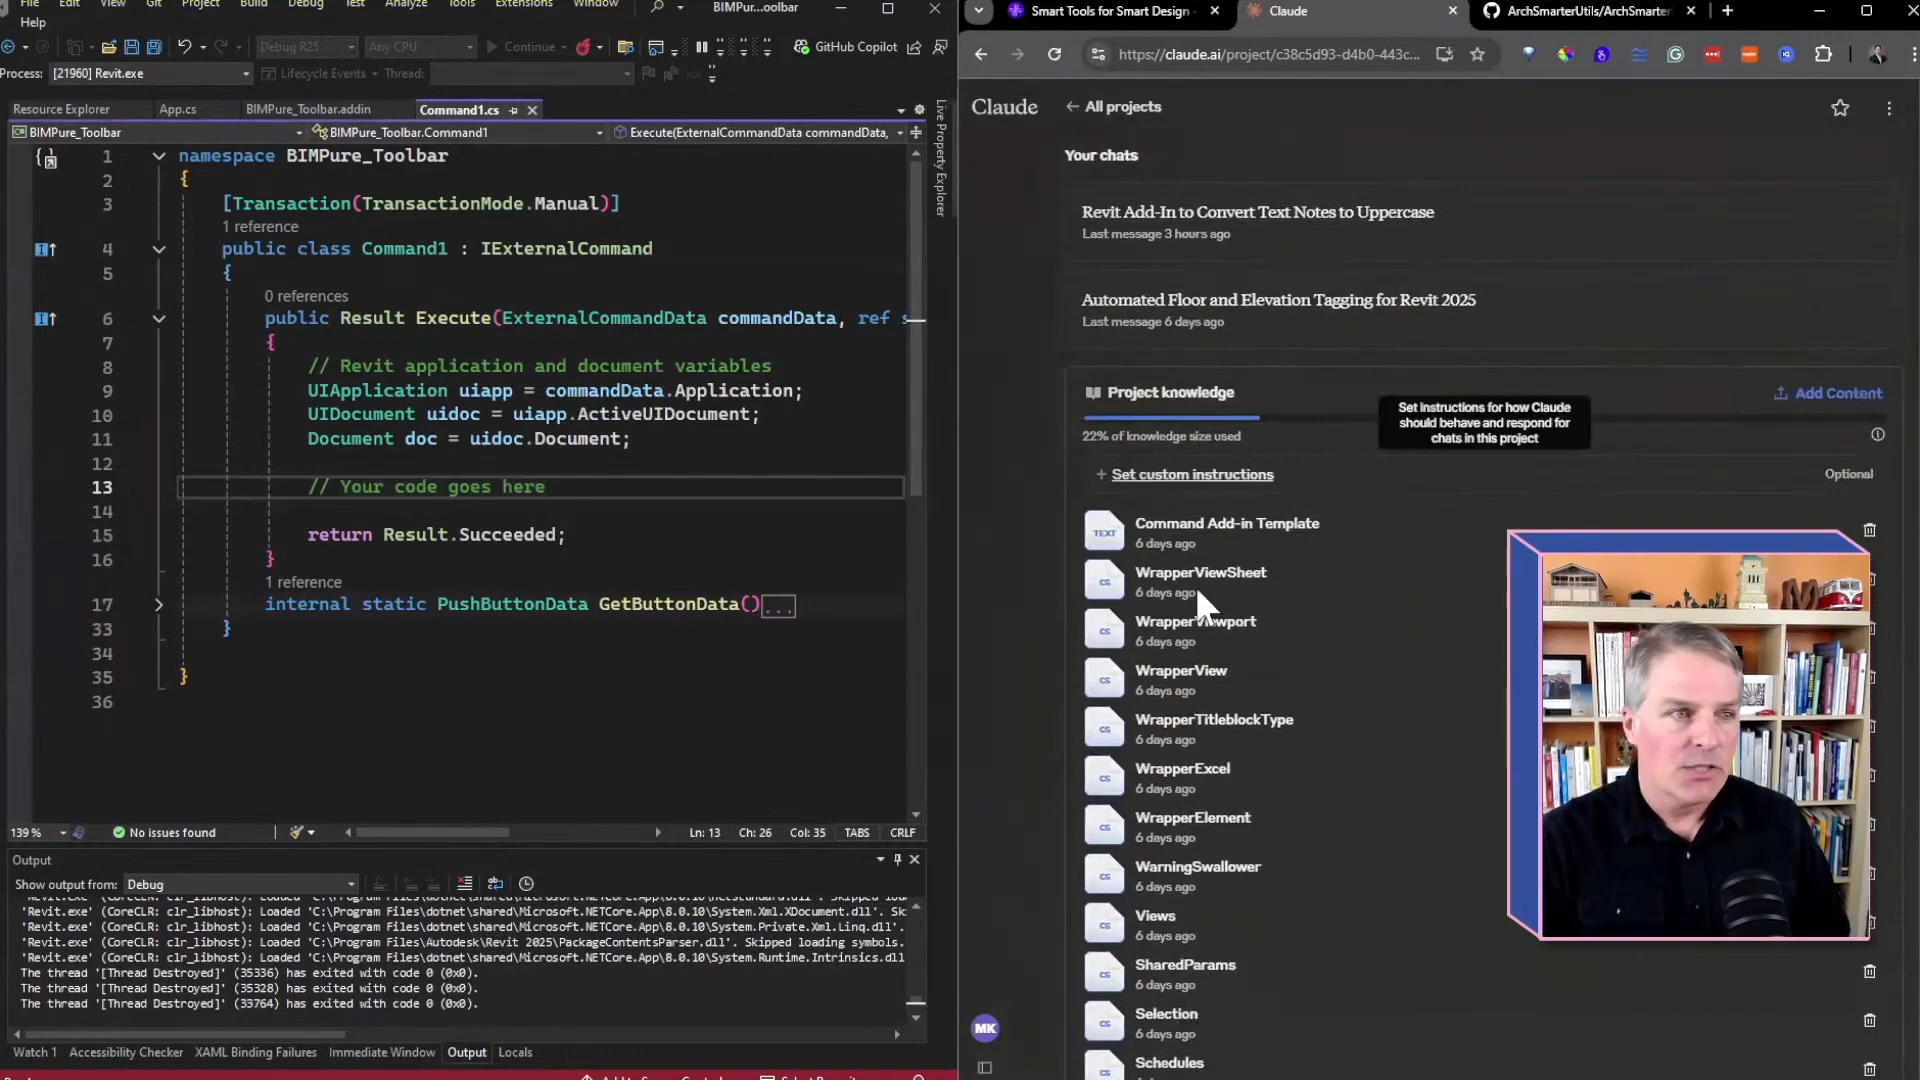 File Edit View Git Project Build Debug Test Analyze Tools Extensions Window
BIMPur...oolbar
Help
Debug R25
Any CPU
Continue
GitHub Copilot
Process: [21960] Revit.exe
Lifecycle Events
Thread:
Resource Explorer
App.cs
BIMPure_Toolbar.addin
Command1.cs
BIMPure_Toolbar
BIMPure_Toolbar.Command1
Execute(ExternalCommandData commandData,
Live Property Explorer
1 namespace BIMPure_Toolbar
2 {
3 [Transaction(TransactionMode.Manual)]
1 reference
4 public class Command1 : IExternalCommand
5 {
0 references
6 public Result Execute(ExternalCommandData commandData, ref s
7 {
8 // Revit application and document variables
9 UIApplication uiapp = commandData.Application;
10 UIDocument uidoc = uiapp.ActiveUIDocument;
11 Document doc = uidoc.Document;
12
13 // Your code goes here
14
15 return Result.Succeeded;
16 }
1 reference
17 internal static PushButtonData GetButtonData()...
33 }
34
35 }
36
139 %
No issues found
Ln: 13 Ch: 26 Col: 35 TABS CRLF
Output
Show output from: Debug
'Revit.exe' (CoreCLR: clr_libhost): Loaded 'C:\Program Files\dotnet\shared\Microsoft.NETCore.App\8.0.10\System.Xml.XDocument.dll'. Sk
'Revit.exe' (CoreCLR: clr_libhost): Loaded 'C:\Program Files\dotnet\shared\Microsoft.NETCore.App\8.0.10\System.Private.Xml.Linq.dll'.
'Revit.exe' (CoreCLR: clr_libhost): Loaded 'C:\Program Files\Autodesk\Revit 2025\PackageContentsParser.dll'. Skipped loading symbols.
'Revit.exe' (CoreCLR: clr_libhost): Loaded 'C:\Program Files\dotnet\shared\Microsoft.NETCore.App\8.0.10\System.Runtime.Intrinsics.dll
The thread '[Thread Destroyed]' (35336) has exited with code 0 (0x0).
The thread '[Thread Destroyed]' (35328) has exited with code 0 (0x0).
The thread '[Thread Destroyed]' (33764) has exited with code 0 (0x0).
Watch 1
Accessibility Checker
XAML Binding Failures
Immediate Window
Output
Locals
Smart Tools for Smart Design
Claude
ArchSmarterUtils/ArchSmarter
https://claude.ai/project/c38c5d93-d4b0-443c...
Claude
All projects
Your chats
Revit Add-In to Convert Text Notes to Uppercase
Last message 3 hours ago
Automated Floor and Elevation Tagging for Revit 2025
Last message 6 days ago
Project knowledge
Add Content
Set instructions for how Claude
should behave and respond for
chats in this project
22% of knowledge size used
+ Set custom instructions
Optional
TEXT
Command Add-in Template
6 days ago
CS
WrapperViewSheet
6 days ago
CS
WrapperViewport
6 days ago
CS
WrapperView
6 days ago
CS
WrapperTitleblockType
6 days ago
CS
WrapperExcel
6 days ago
CS
WrapperElement
6 days ago
CS
WarningSwallower
6 days ago
CS
Views
6 days ago
CS
SharedParams
6 days ago
CS
Selection
6 days ago
CS
Schedules
MK